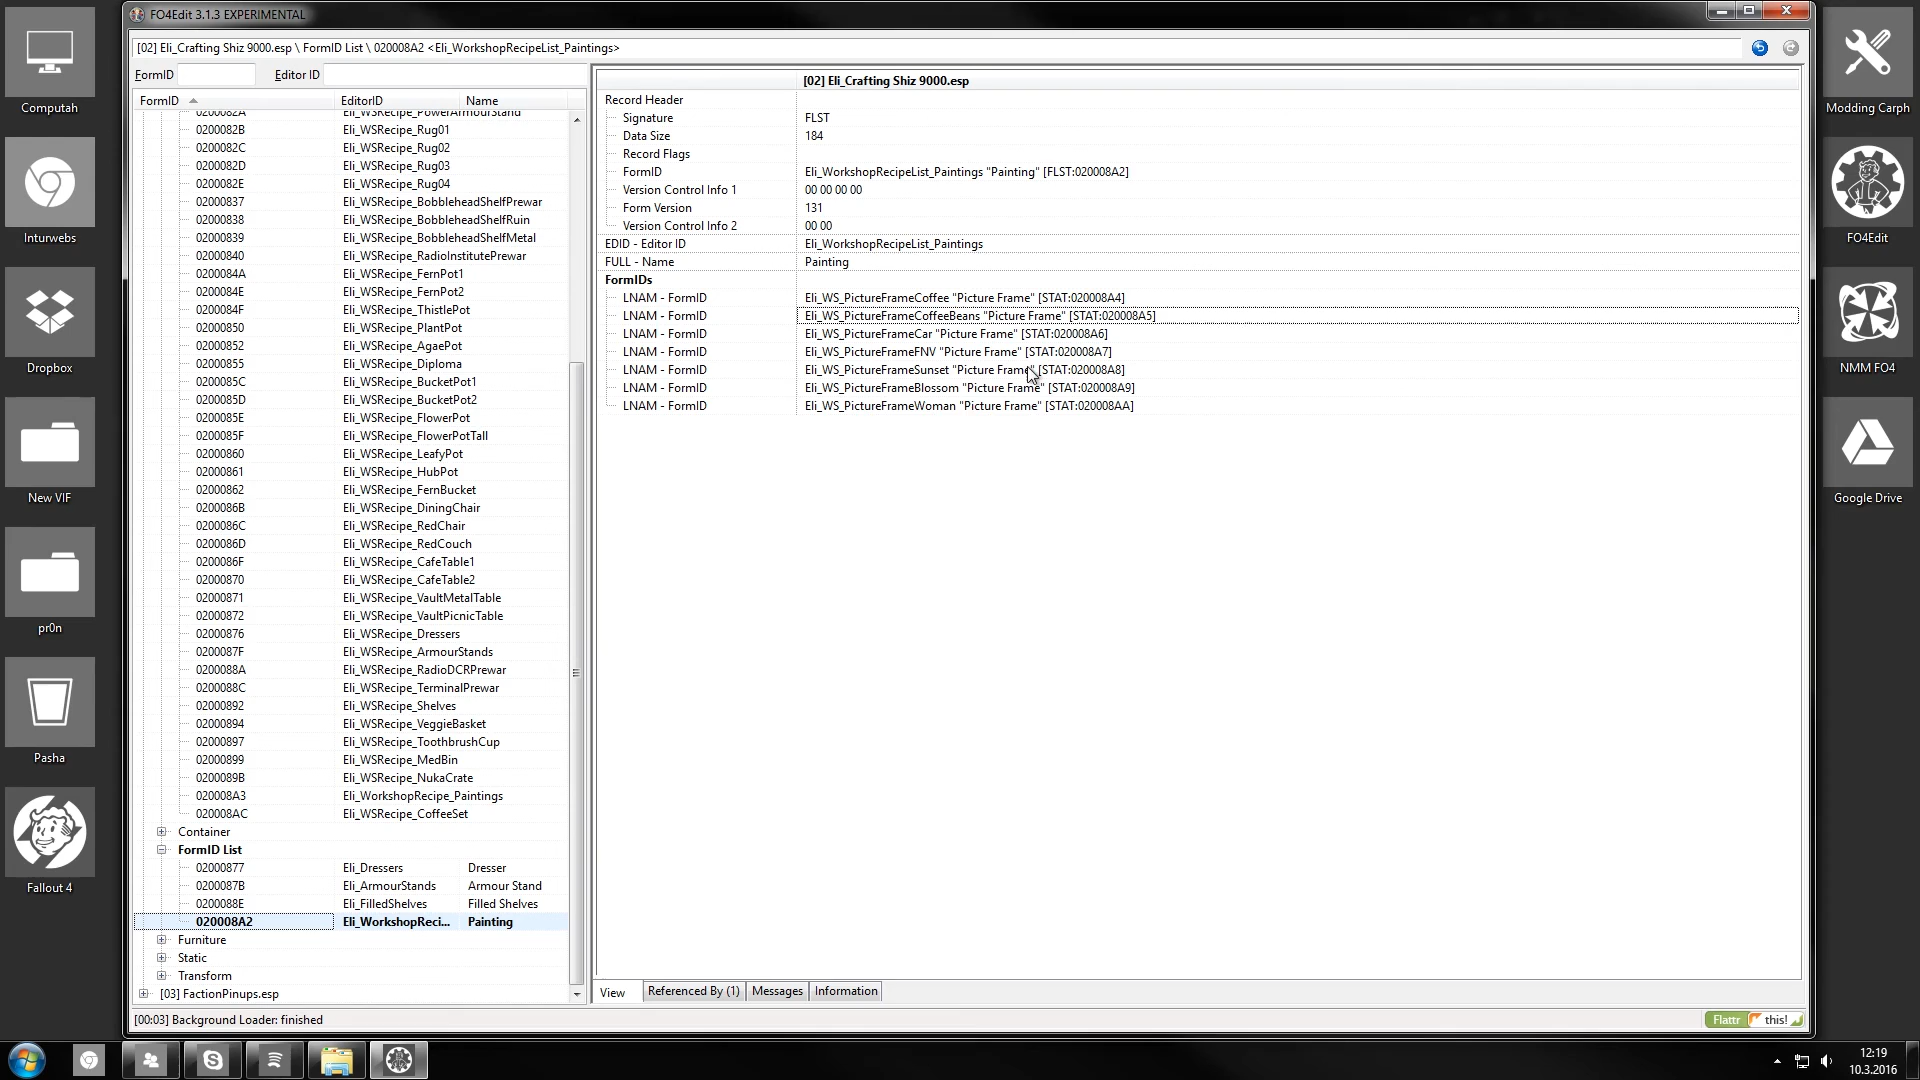 FO4Edit 3.1.3 EXPERIMENTAL
[02] Eli_Crafting Shiz 9000.esp \ FormID List \ 020008A2 <Eli_WorkshopRecipeList_Paintings>
FormID Editor ID
FormID EditorID Name
0200082A Eli_WSRecipe_PowerArmourStand
0200082B Eli_WSRecipe_Rug01
0200082C Eli_WSRecipe_Rug02
0200082D Eli_WSRecipe_Rug03
0200082E Eli_WSRecipe_Rug04
02000837 Eli_WSRecipe_BobbleheadShelfPrewar
02000838 Eli_WSRecipe_BobbleheadShelfRuin
02000839 Eli_WSRecipe_BobbleheadShelfMetal
02000840 Eli_WSRecipe_RadioInstitutePrewar
0200084A Eli_WSRecipe_FernPot1
0200084E Eli_WSRecipe_FernPot2
0200084F Eli_WSRecipe_ThistlePot
02000850 Eli_WSRecipe_PlantPot
02000852 Eli_WSRecipe_AgaePot
02000855 Eli_WSRecipe_Diploma
0200085C Eli_WSRecipe_BucketPot1
0200085D Eli_WSRecipe_BucketPot2
0200085E Eli_WSRecipe_FlowerPot
0200085F Eli_WSRecipe_FlowerPotTall
02000860 Eli_WSRecipe_LeafyPot
02000861 Eli_WSRecipe_HubPot
02000862 Eli_WSRecipe_FernBucket
0200086B Eli_WSRecipe_DiningChair
0200086C Eli_WSRecipe_RedChair
0200086D Eli_WSRecipe_RedCouch
0200086F Eli_WSRecipe_CafeTable1
02000870 Eli_WSRecipe_CafeTable2
02000871 Eli_WSRecipe_VaultMetalTable
02000872 Eli_WSRecipe_VaultPicnicTable
02000876 Eli_WSRecipe_Dressers
0200087F Eli_WSRecipe_ArmourStands
0200088A Eli_WSRecipe_RadioDCRPrewar
0200088C Eli_WSRecipe_TerminalPrewar
02000892 Eli_WSRecipe_Shelves
02000894 Eli_WSRecipe_VeggieBasket
02000897 Eli_WSRecipe_ToothbrushCup
02000899 Eli_WSRecipe_MedBin
0200089B Eli_WSRecipe_NukaCrate
020008A3 Eli_WorkshopRecipe_Paintings
020008AC Eli_WSRecipe_CoffeeSet
Container
FormID List
02000877 Eli_Dressers Dresser
0200087B Eli_ArmourStands Armour Stand
0200088E Eli_FilledShelves Filled Shelves
020008A2 Eli_WorkshopReci... Painting
Furniture
Static
Transform
[03] FactionPinups.esp
[02] Eli_Crafting Shiz 9000.esp
Record Header
Signature FLST
Data Size 184
Record Flags
FormID Eli_WorkshopRecipeList_Paintings "Painting" [FLST:020008A2]
Version Control Info 1 00 00 00 00
Form Version 131
Version Control Info 2 00 00
EDID - Editor ID Eli_WorkshopRecipeList_Paintings
FULL - Name Painting
FormIDs
LNAM - FormID Eli_WS_PictureFrameCoffee "Picture Frame" [STAT:020008A4]
LNAM - FormID Eli_WS_PictureFrameCoffeeBeans "Picture Frame" [STAT:020008A5]
LNAM - FormID Eli_WS_PictureFrameCar "Picture Frame" [STAT:020008A6]
LNAM - FormID Eli_WS_PictureFrameFNV "Picture Frame" [STAT:020008A7]
LNAM - FormID Eli_WS_PictureFrameSunset "Picture Frame" [STAT:020008A8]
LNAM - FormID Eli_WS_PictureFrameBlossom "Picture Frame" [STAT:020008A9]
LNAM - FormID Eli_WS_PictureFrameWoman "Picture Frame" [STAT:020008AA]
View Referenced By (1) Messages Information
[00:03] Background Loader: finished
Flattr this!
Computah
Inturwebs
Dropbox
New VIF
pr0n
Pasha
Fallout 4
Modding Carph
FO4Edit
NMM FO4
Google Drive
12:19
10.3.2016